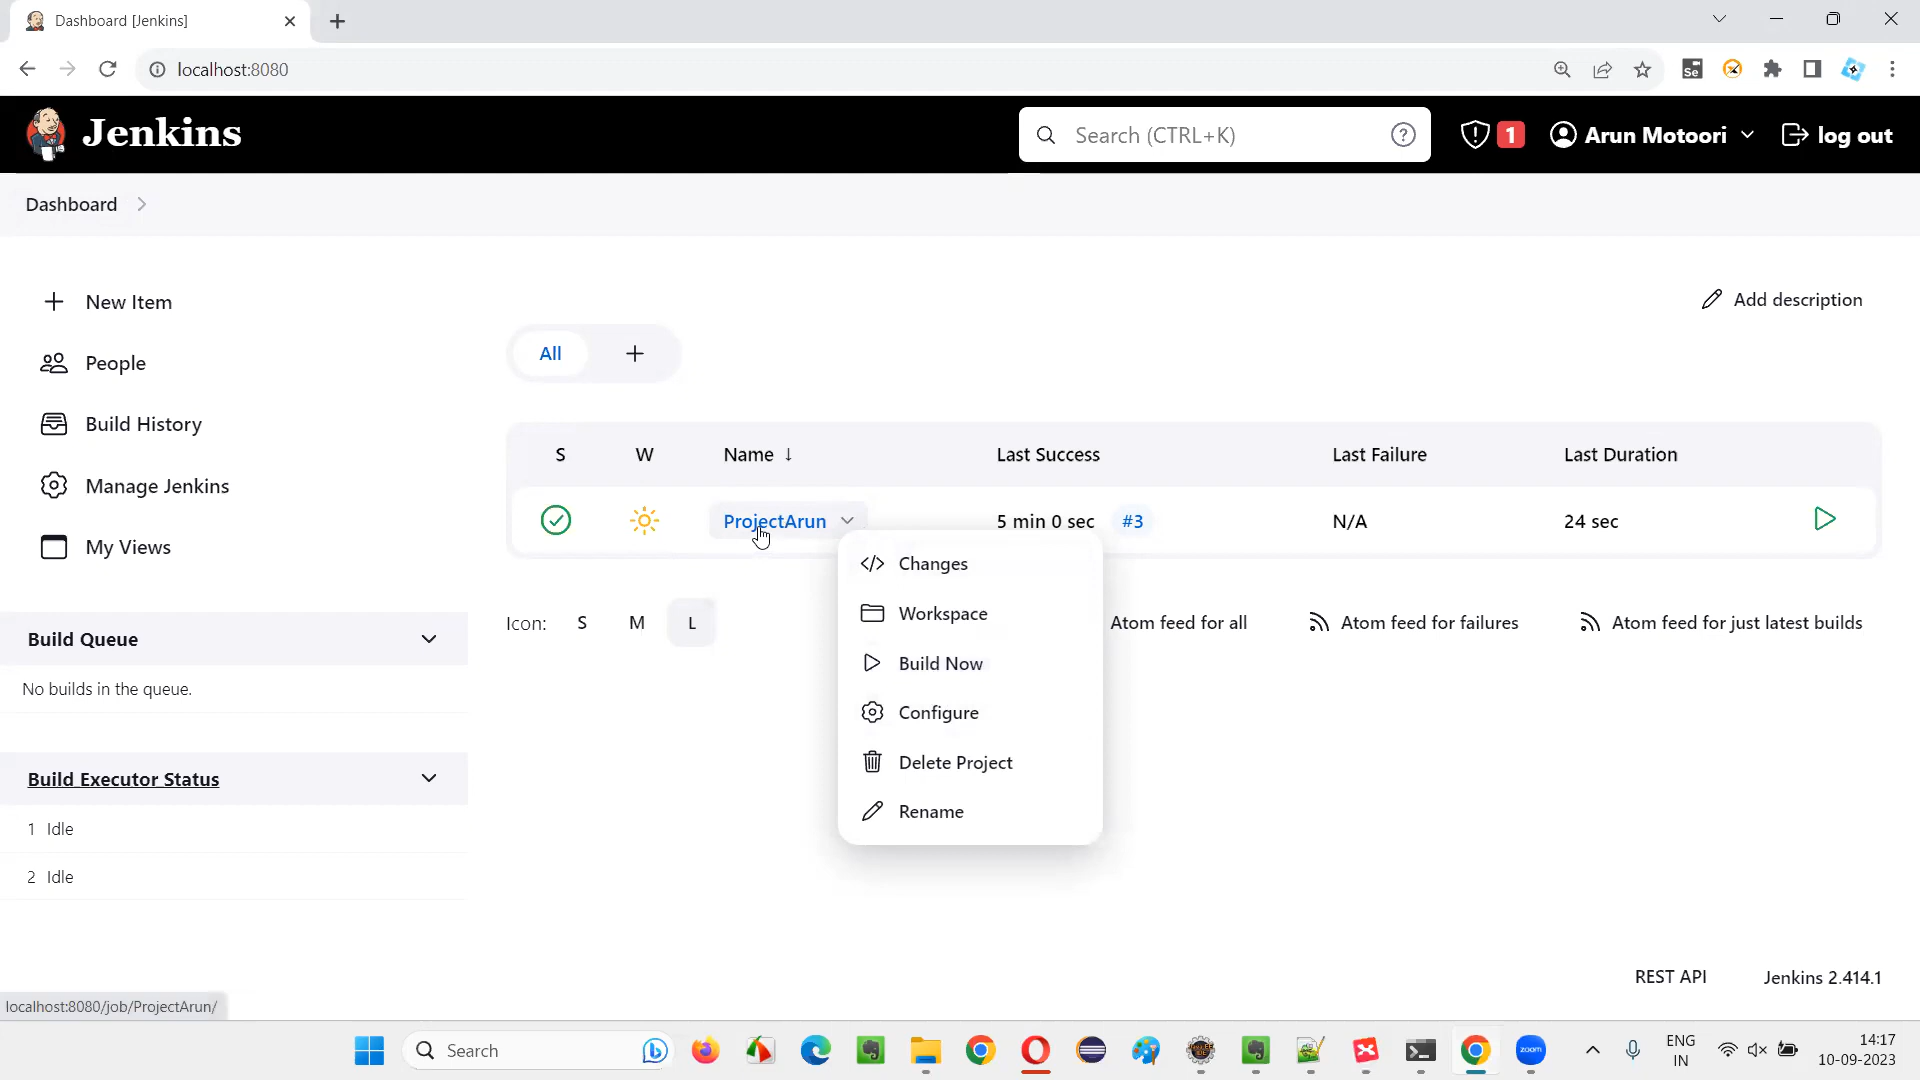 Dashboard [Jenkins]
localhost:8080
Se
Jenkins
Search (CTRL+K)
1
Arun Motoori
log out
Dashboard
New Item
People
Build History
Manage Jenkins
My Views
Add description
All
S W Name ↓ Last Success Last Failure Last Duration
ProjectArun 5 min 0 sec #3 N/A 24 sec
Changes
Workspace
Build Now
Configure
Delete Project
Rename
Icon: S M L
Atom feed for all Atom feed for failures Atom feed for just latest builds
Build Queue
No builds in the queue.
Build Executor Status
1 Idle
2 Idle
REST API Jenkins 2.414.1
localhost:8080/job/ProjectArun/
Search
zoom
ENG
IN
14:17
10-09-2023